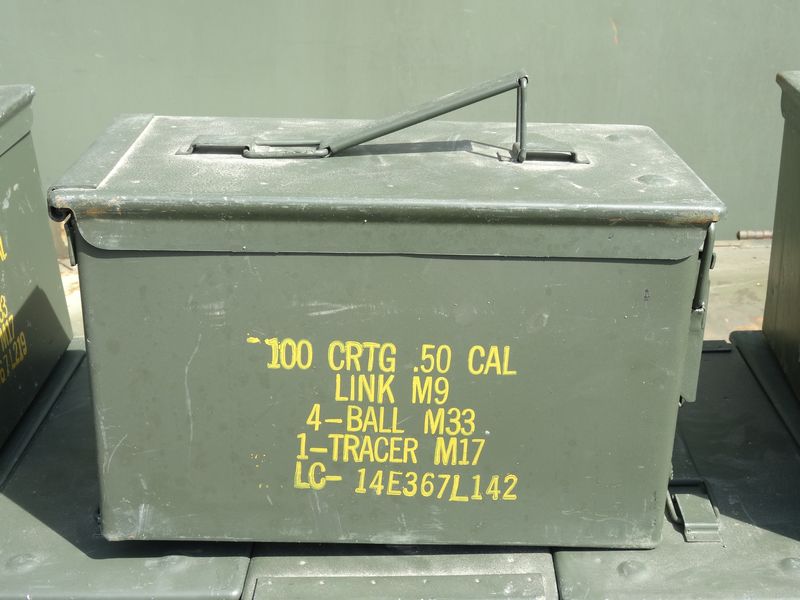 100 CRTG .50 CAL
LINK M9
4-BALL M33
1-TRACER M17
LC- 14E367L142